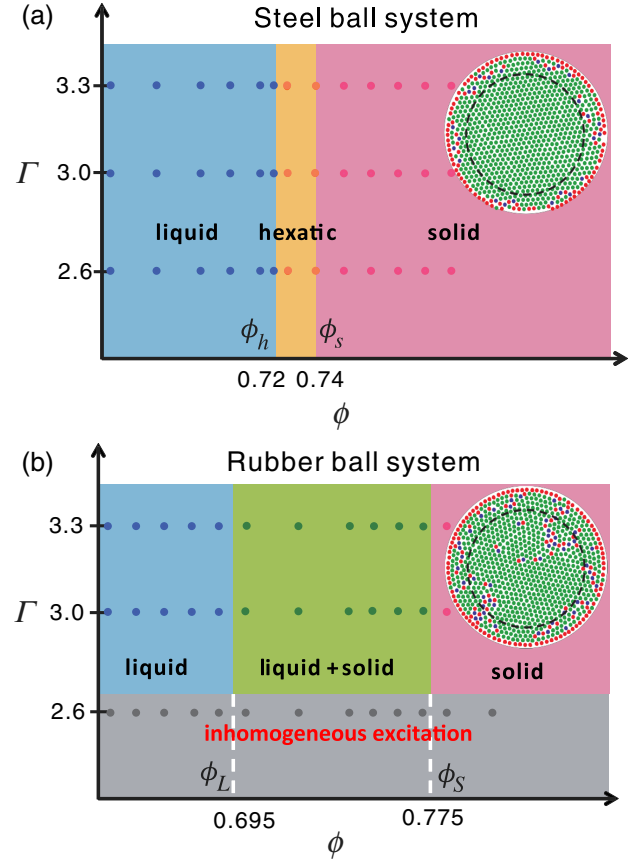 (a) Steel ball system
3.3
Γ 3.0
liquid hexatic solid
2.6
ϕh ϕs
0.72 0.74
ϕ
(b) Rubber ball system
3.3
Γ 3.0
liquid liquid + solid solid
2.6
inhomogeneous excitation
ϕL ϕS
0.695 0.775
ϕ